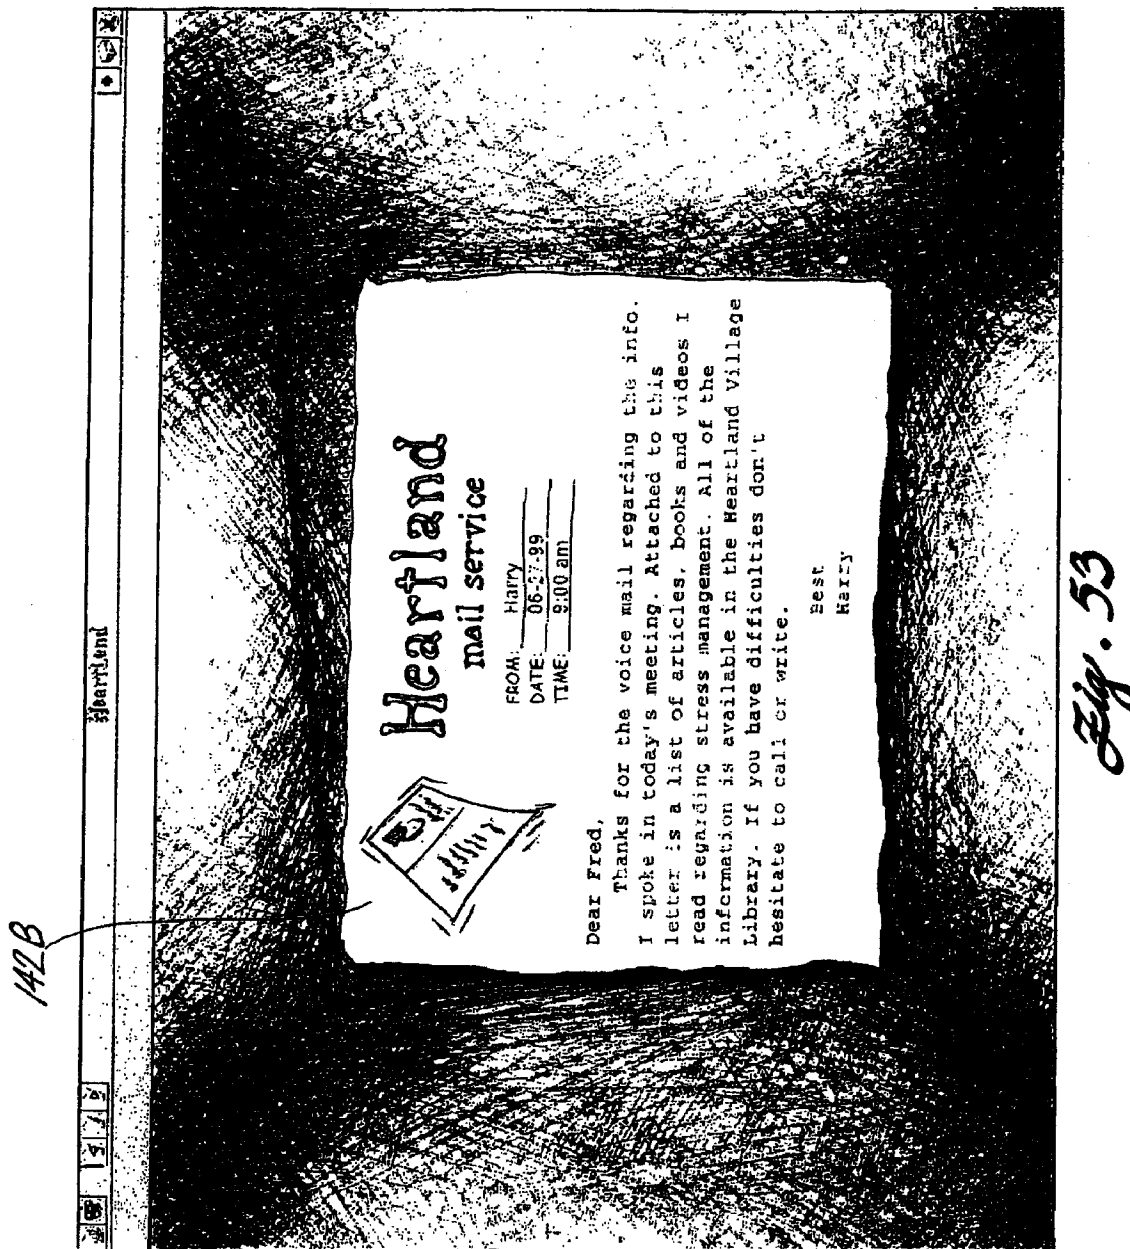 142B
Heartland
Heartland
mail service
FROM: Harry
DATE: 06-27-99
TIME: 9:00 am
Dear Fred,
Thanks for the voice mail regarding the info.
I spoke in today's meeting. Attached to this
letter is a list of articles, books and videos I
read regarding stress management. All of the
information is available in the Heartland Village
Library. If you have difficulties don't
hesitate to call or write.
Best
Harry
Fig. 53